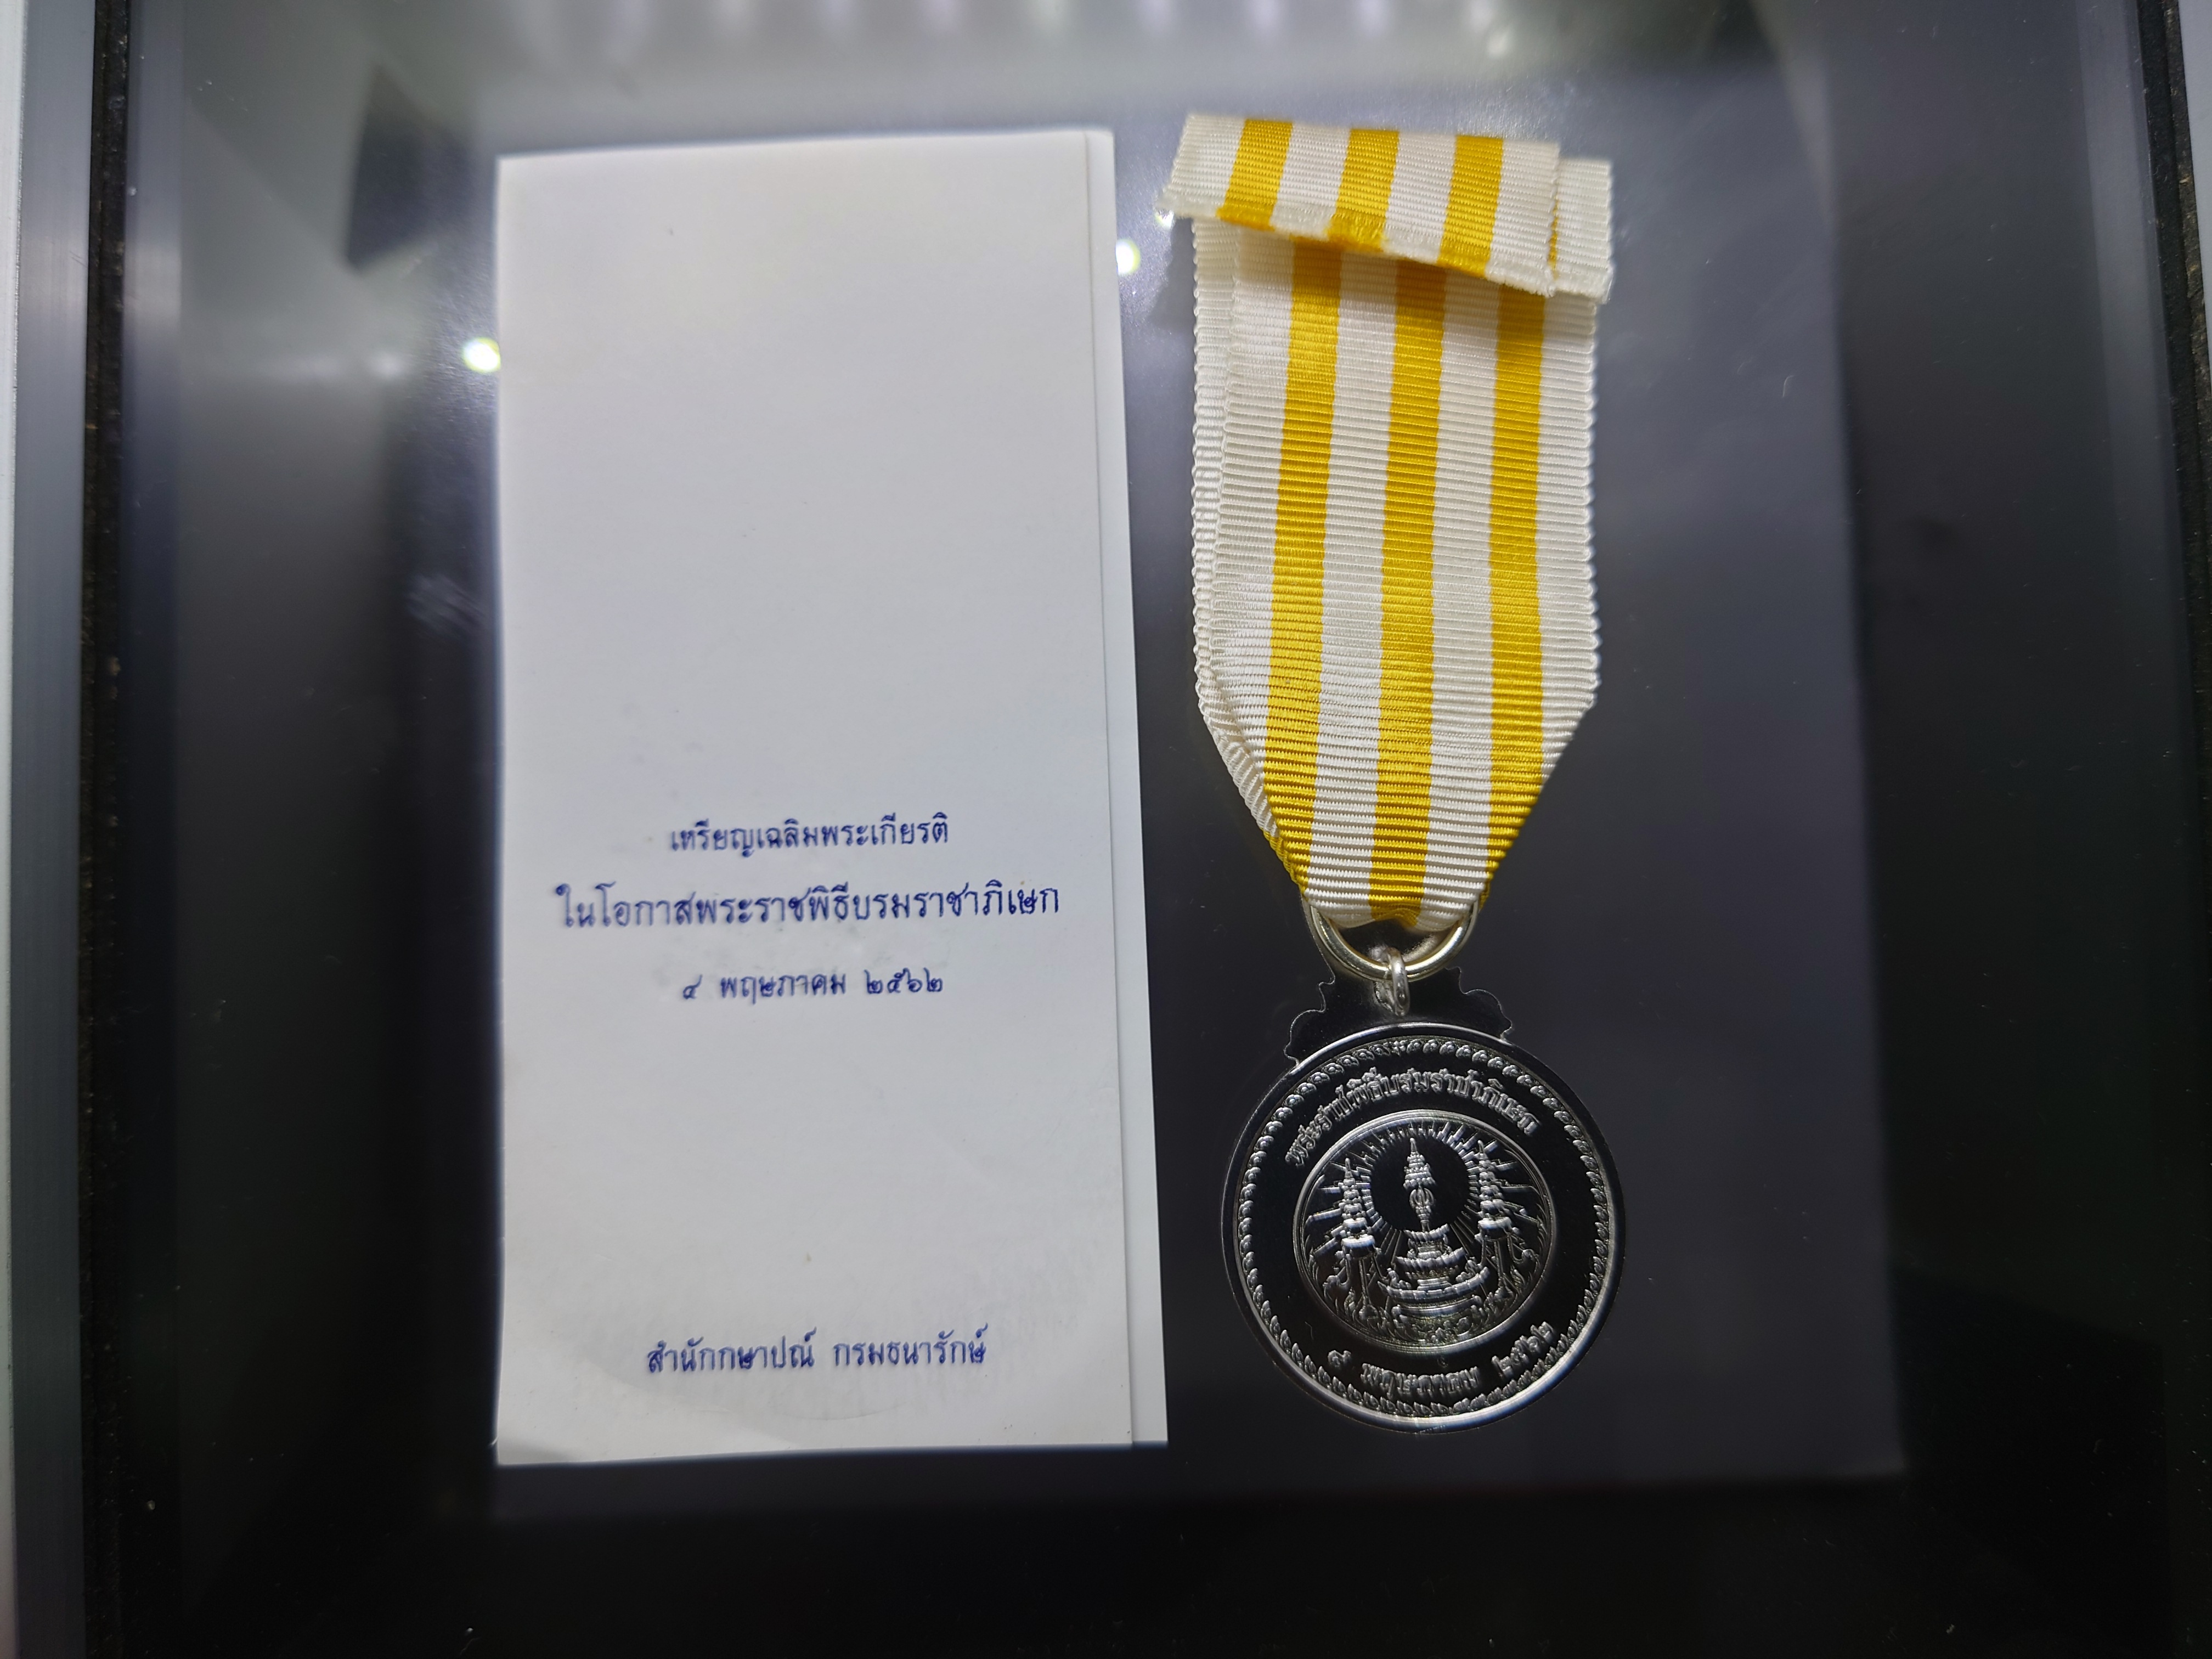 เหรียญเฉลิมพระเกียรติ
ในโอกาสพระราชพิธีบรมราชาภิเษก
๔ พฤษภาคม ๒๕๖๒
สำนักกษาปณ์ กรมธนารักษ์
พระราชพิธีบรมราชาภิเษก
๔ พฤษภาคม ๒๕๖๒